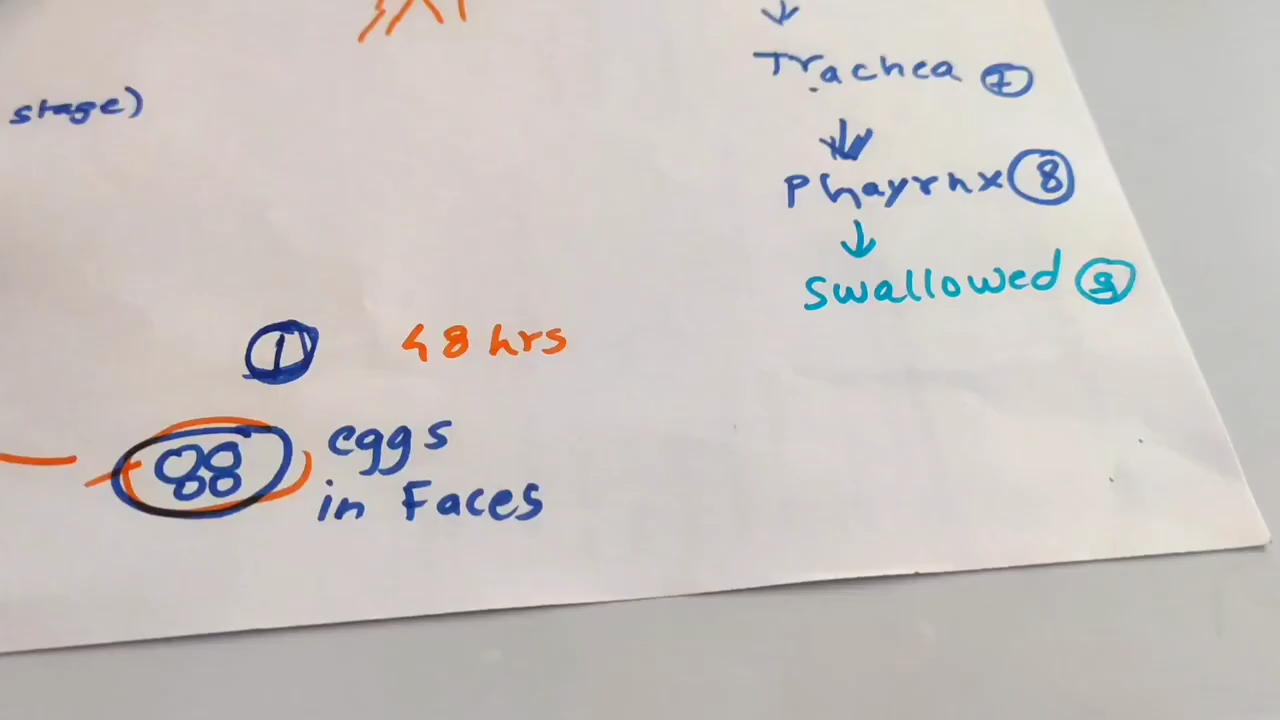 stage)
Trachea 7
Phayrnx 8
Swallowed 9
1 48 hrs
eggs
in Faces